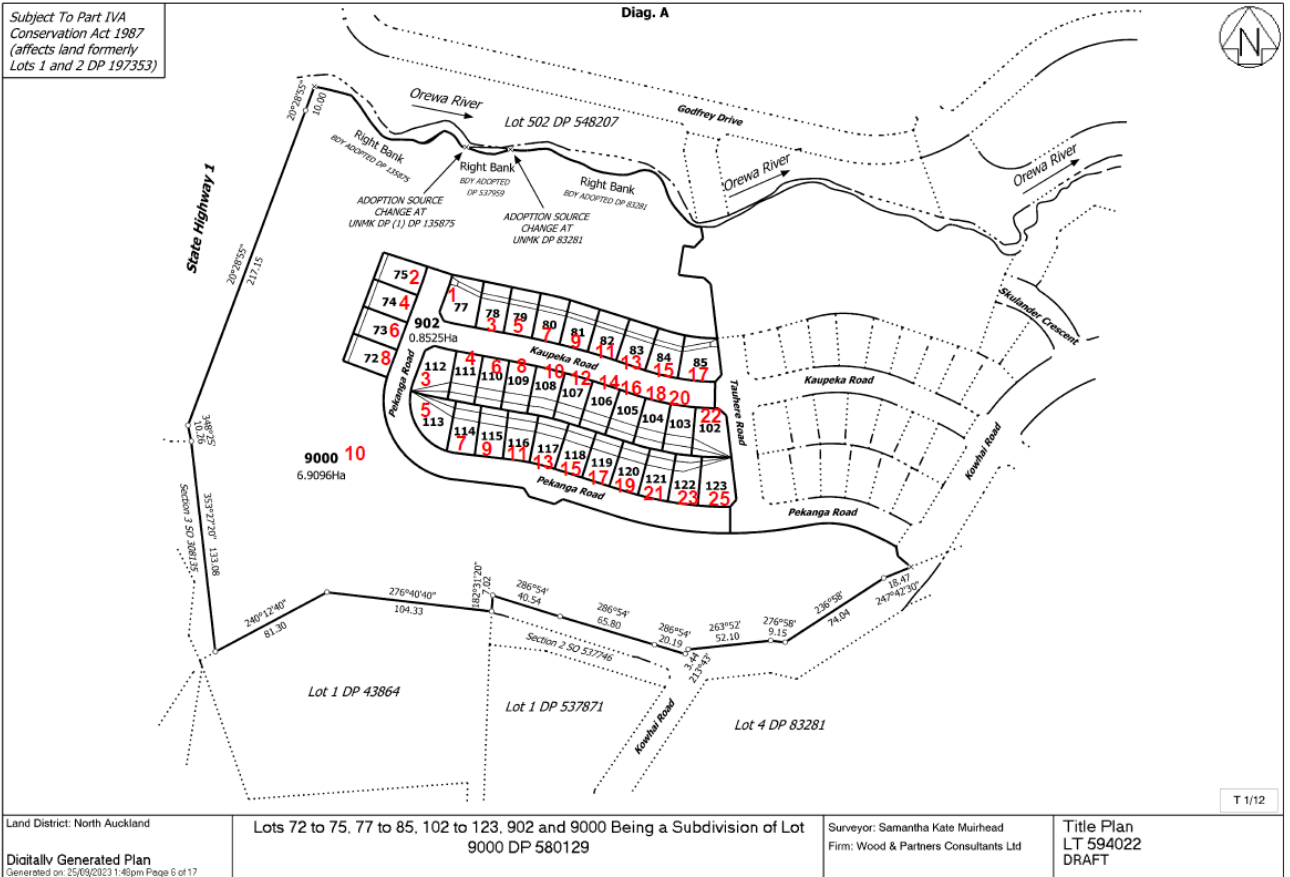 Subject To Part IVA
Conservation Act 1987
(affects land formerly
Lots 1 and 2 DP 197353)
Diag. A
N
20°28'55"
10.00
Orewa River
Lot 502 DP 548207
Godfrey Drive
Right Bank
BDY ADOPTED DP 135875
Right Bank
BDY ADOPTED
DP 537959
Right Bank
BDY ADOPTED DP 83281
Orewa River
Orewa River
ADOPTION SOURCE
CHANGE AT
UNMK DP (1) DP 135875
ADOPTION SOURCE
CHANGE AT
UNMK DP 83281
State Highway 1
20°28'55"
217.15
Skulander Crescent
75 2
74 4
73 6
72 8
902
0.8525Ha
1
77
78 3
79 5
80 7
81 9
82 11
83 13
84 15
85 17
Kaupeka Road
Kaupeka Road
Pekanga Road
Tauhere Road
112 3
111 4
110 6
109 8
108 10
107 12
106 14
105 16
104 18
103 20
102 22
5
113
114 7
115 9
116 11
117 13
118 15
119 17
120 19
121 21
122 23
123 25
Pekanga Road
Pekanga Road
Kowhai Road
348°25'
10.26
9000 10
6.9096Ha
Section 3 SO 308135
353°27'20" 133.08
240°12'40"
81.30
276°40'40"
104.33
182°31'20"
7.02
286°54'
40.54
286°54'
65.80
286°54'
20.19
3.44
213°43'
263°52'
52.10
276°58'
9.15
236°58'
74.04
18.47
247°42'30"
Section 2 SO 537746
Lot 1 DP 43864
Lot 1 DP 537871
Kowhai Road
Lot 4 DP 83281
T 1/12
Land District: North Auckland
Digitally Generated Plan
Generated on: 25/09/2023 1:49pm Page 6 of 17
Lots 72 to 75, 77 to 85, 102 to 123, 902 and 9000 Being a Subdivision of Lot
9000 DP 580129
Surveyor: Samantha Kate Muirhead
Firm: Wood & Partners Consultants Ltd
Title Plan
LT 594022
DRAFT